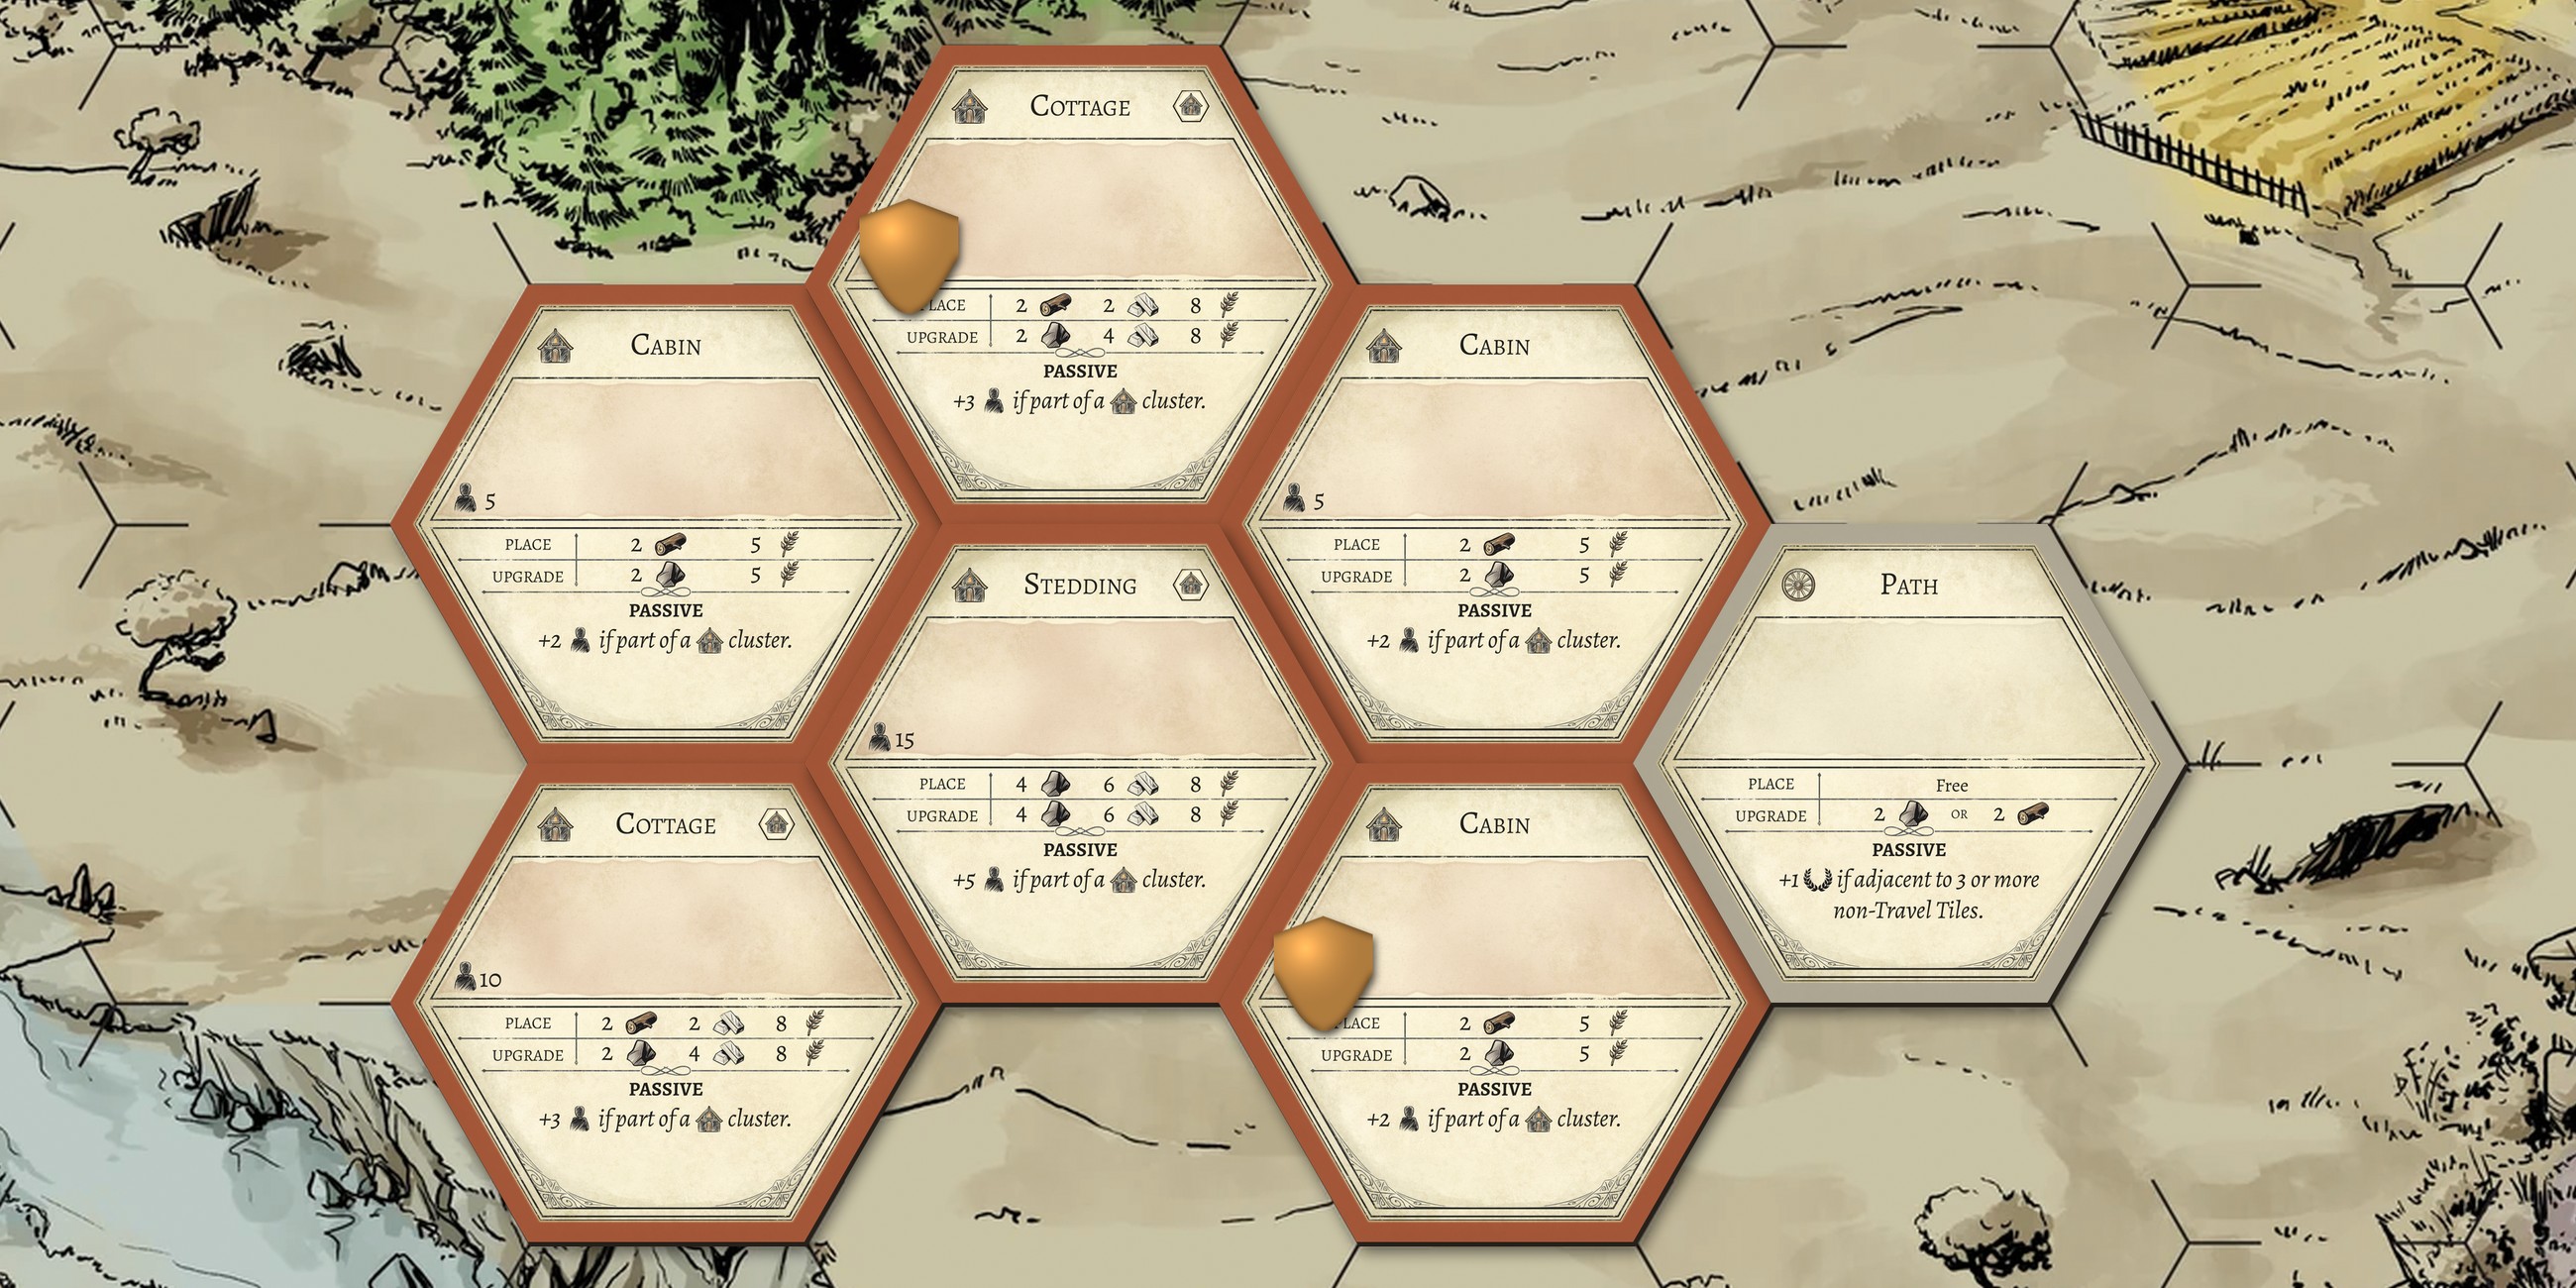 COTTAGE
2 2 8
UPGRADE 2 4 8
PASSIVE
+3 if part of a cluster.
CABIN
5
PLACE 2 5
UPGRADE 2 5
PASSIVE
+2 if part of a cluster.
CABIN
5
PLACE 2 5
UPGRADE 2 5
PASSIVE
+2 if part of a cluster.
STEDDING
15
PLACE 4 6 8
UPGRADE 4 6 8
PASSIVE
+5 if part of a cluster.
PATH
PLACE Free
UPGRADE 2 OR 2
PASSIVE
+1 if adjacent to 3 or more
non-Travel Tiles.
COTTAGE
10
PLACE 2 2 8
UPGRADE 2 4 8
PASSIVE
+3 if part of a cluster.
CABIN
2 5
UPGRADE 2 5
PASSIVE
+2 if part of a cluster.